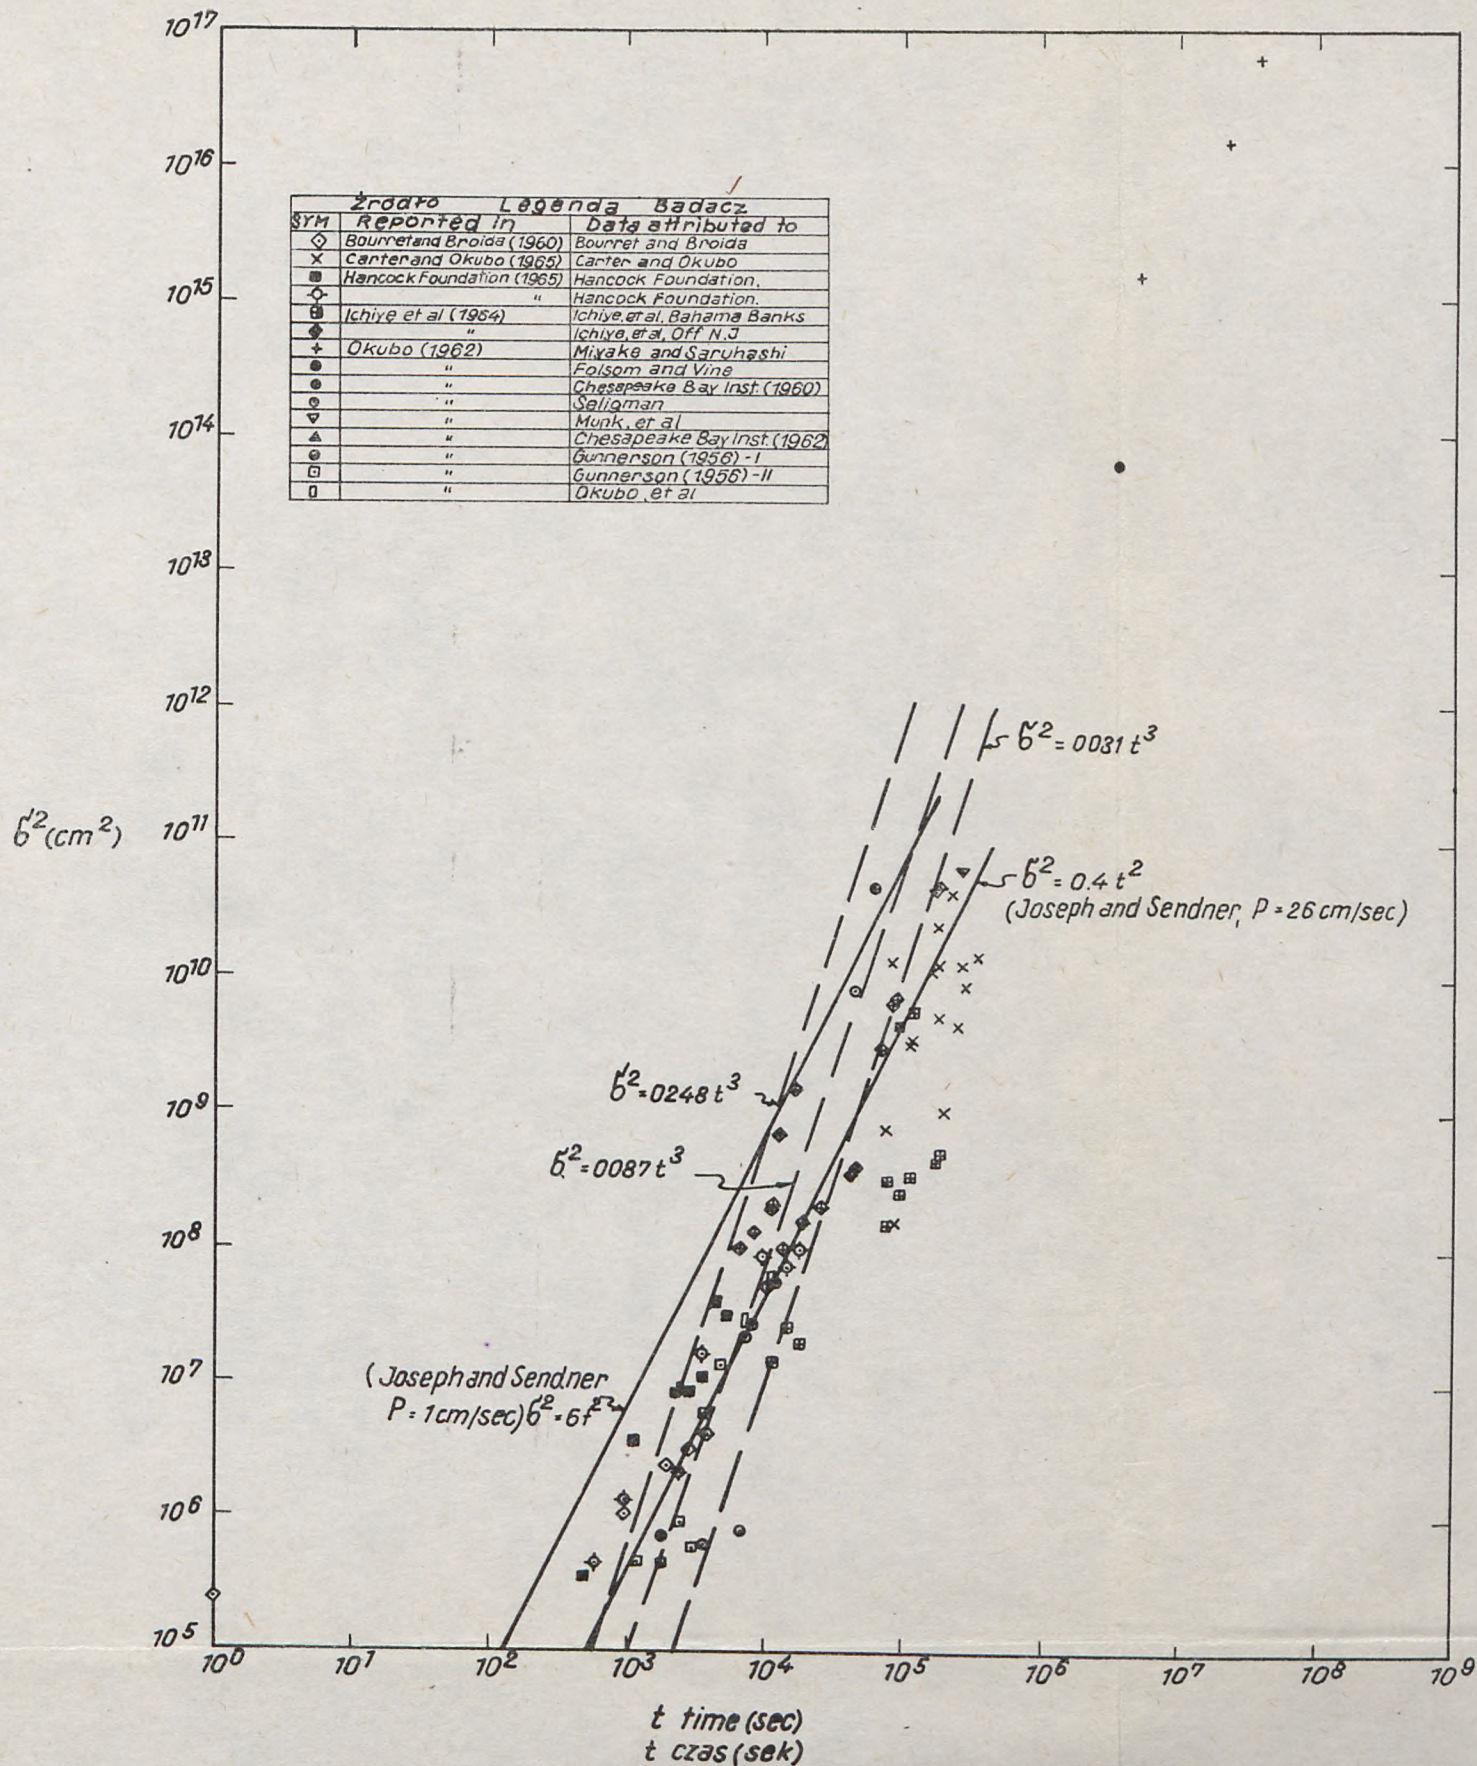 10^17
10^16
10^15
10^14
10^13
10^12
10^11
10^10
10^9
10^8
10^7
10^6
10^5
б^2 (cm^2)
Źródło Legenda Badacz
SYM Reported in Data attributed to
Bourret and Broida (1960) Bourret and Broida
Carter and Okubo (1965) Carter and Okubo
Hancock Foundation (1965) Hancock Foundation.
" Hancock Foundation.
Ichiye et al (1964) Ichiye, et al, Bahama Banks
" Ichiye, et al, Off N.J
Okubo (1962) Miyake and Saruhashi
" Folsom and Vine
" Chesapeake Bay Inst. (1960)
" Seligman
" Munk, et al
" Chesapeake Bay Inst. (1962)
" Gunnerson (1956) - I
" Gunnerson (1956) - II
" Okubo, et al
б^2 = 0031 t^3
б^2 = 0.4 t^2
(Joseph and Sendner, P = 26 cm/sec)
б^2 = 0248 t^3
б^2 = 0087 t^3
(Joseph and Sendner
P = 1 cm/sec) б^2 = 6t^2
10^0 10^1 10^2 10^3 10^4 10^5 10^6 10^7 10^8 10^9
t time (sec)
t czas (sek)